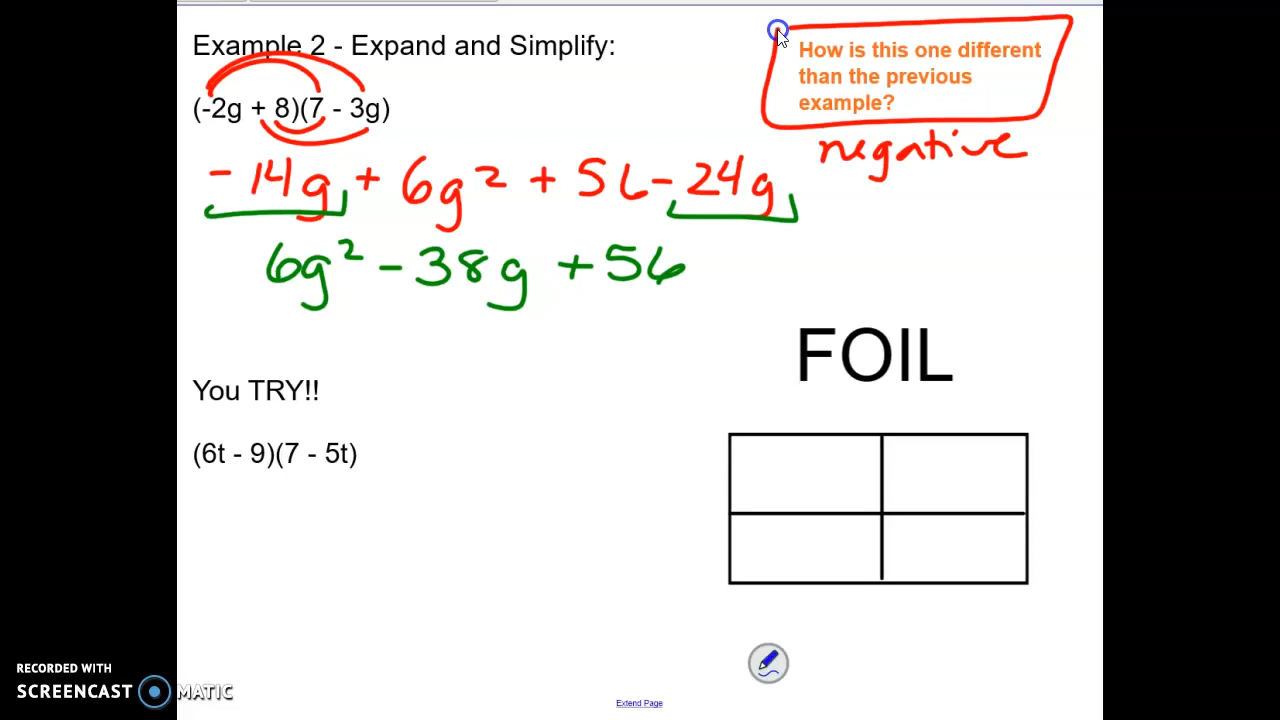 Example 2 - Expand and Simplify:
How is this one different
than the previous
example?
(-2g + 8)(7 - 3g)
negative
- 14g + 6g² + 56 - 24g
6g² - 38g + 56
FOIL
You TRY!!
(6t - 9)(7 - 5t)
RECORDED WITH
SCREENCAST MATIC
Extend Page